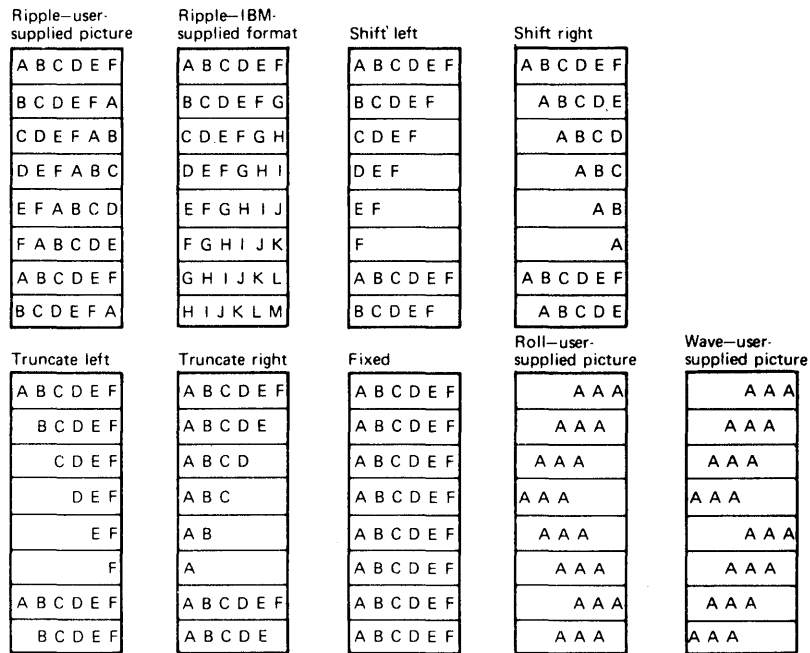 Ripple—user-
supplied picture
A B C D E F
B C D E F A
C D E F A B
D E F A B C
E F A B C D
F A B C D E
A B C D E F
B C D E F A
Ripple—IBM-
supplied format
A B C D E F
B C D E F G
C D E F G H
D E F G H I
E F G H I J
F G H I J K
G H I J K L
H I J K L M
Shift left
A B C D E F
B C D E F
C D E F
D E F
E F
F
A B C D E F
B C D E F
Shift right
A B C D E F
A B C D E
A B C D
A B C
A B
A
A B C D E F
A B C D E
Truncate left
A B C D E F
B C D E F
C D E F
D E F
E F
F
A B C D E F
B C D E F
Truncate right
A B C D E F
A B C D E
A B C D
A B C
A B
A
A B C D E F
A B C D E
Fixed
A B C D E F
A B C D E F
A B C D E F
A B C D E F
A B C D E F
A B C D E F
A B C D E F
A B C D E F
Roll—user-
supplied picture
A A A
A A A
A A A
A A A
A A A
A A A
A A A
A A A
Wave—user-
supplied picture
A A A
A A A
A A A
A A A
A A A
A A A
A A A
A A A